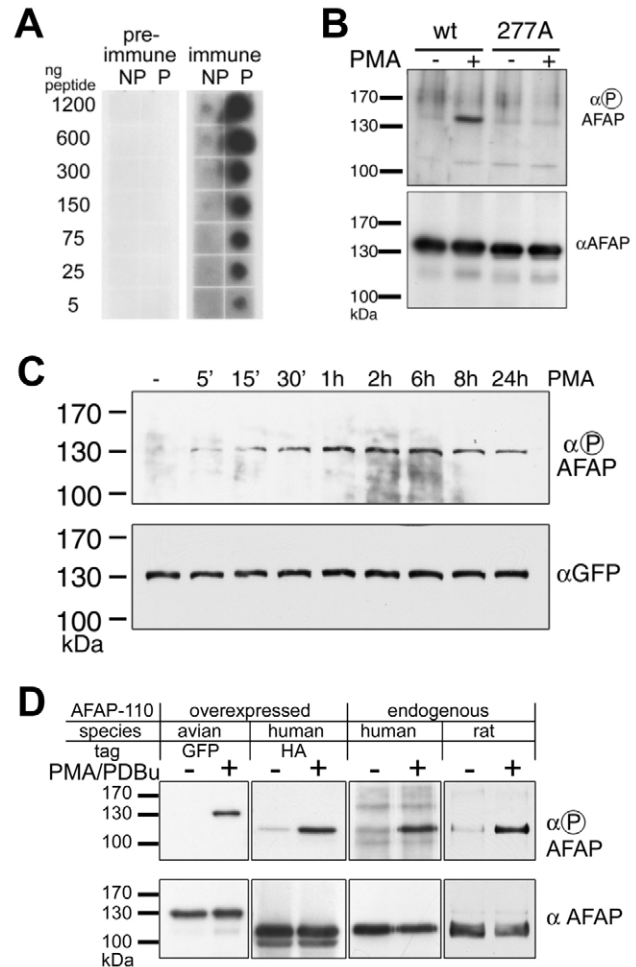 A
pre-
immune immune
ng
peptide
NP P NP P
1200
600
300
150
75
25
5
B
wt 277A
PMA - + - +
170
130
100
αⓅ
AFAP
170
130
100
kDa
αAFAP
C
- 5’ 15’ 30’ 1h 2h 6h 8h 24h PMA
170
130
100
αⓅ
AFAP
170
130
100
kDa
αGFP
D
AFAP-110 overexpressed endogenous
species avian human human rat
tag GFP HA
PMA/PDBu - + - + - + - +
170
130
100
αⓅ
AFAP
170
130
100
kDa
α AFAP